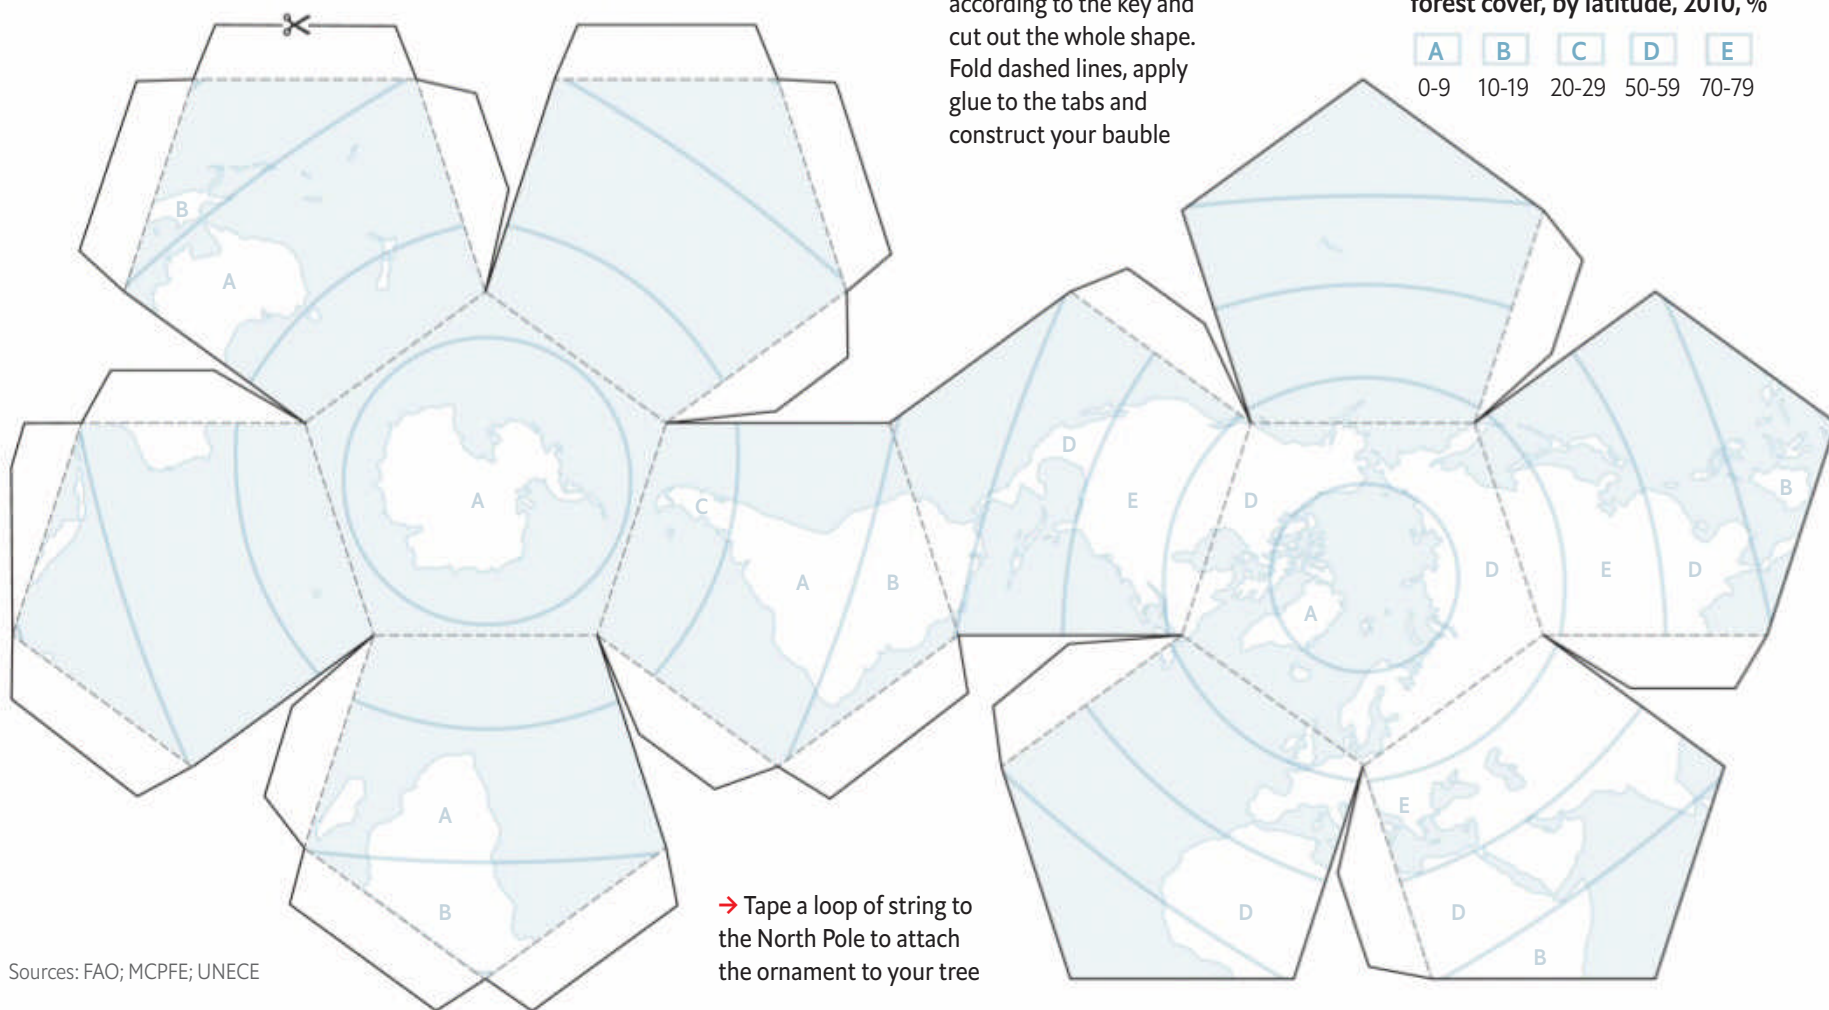 according to the key and
cut out the whole shape.
Fold dashed lines, apply
glue to the tabs and
construct your bauble
forest cover, by latitude, 2010, %
A B C D E
0-9 10-19 20-29 50-59 70-79
B
A
A
C
A B
A
B
D
E
D
A
D
E
D
B
E
D
D
B
→ Tape a loop of string to
the North Pole to attach
the ornament to your tree
Sources: FAO; MCPFE; UNECE